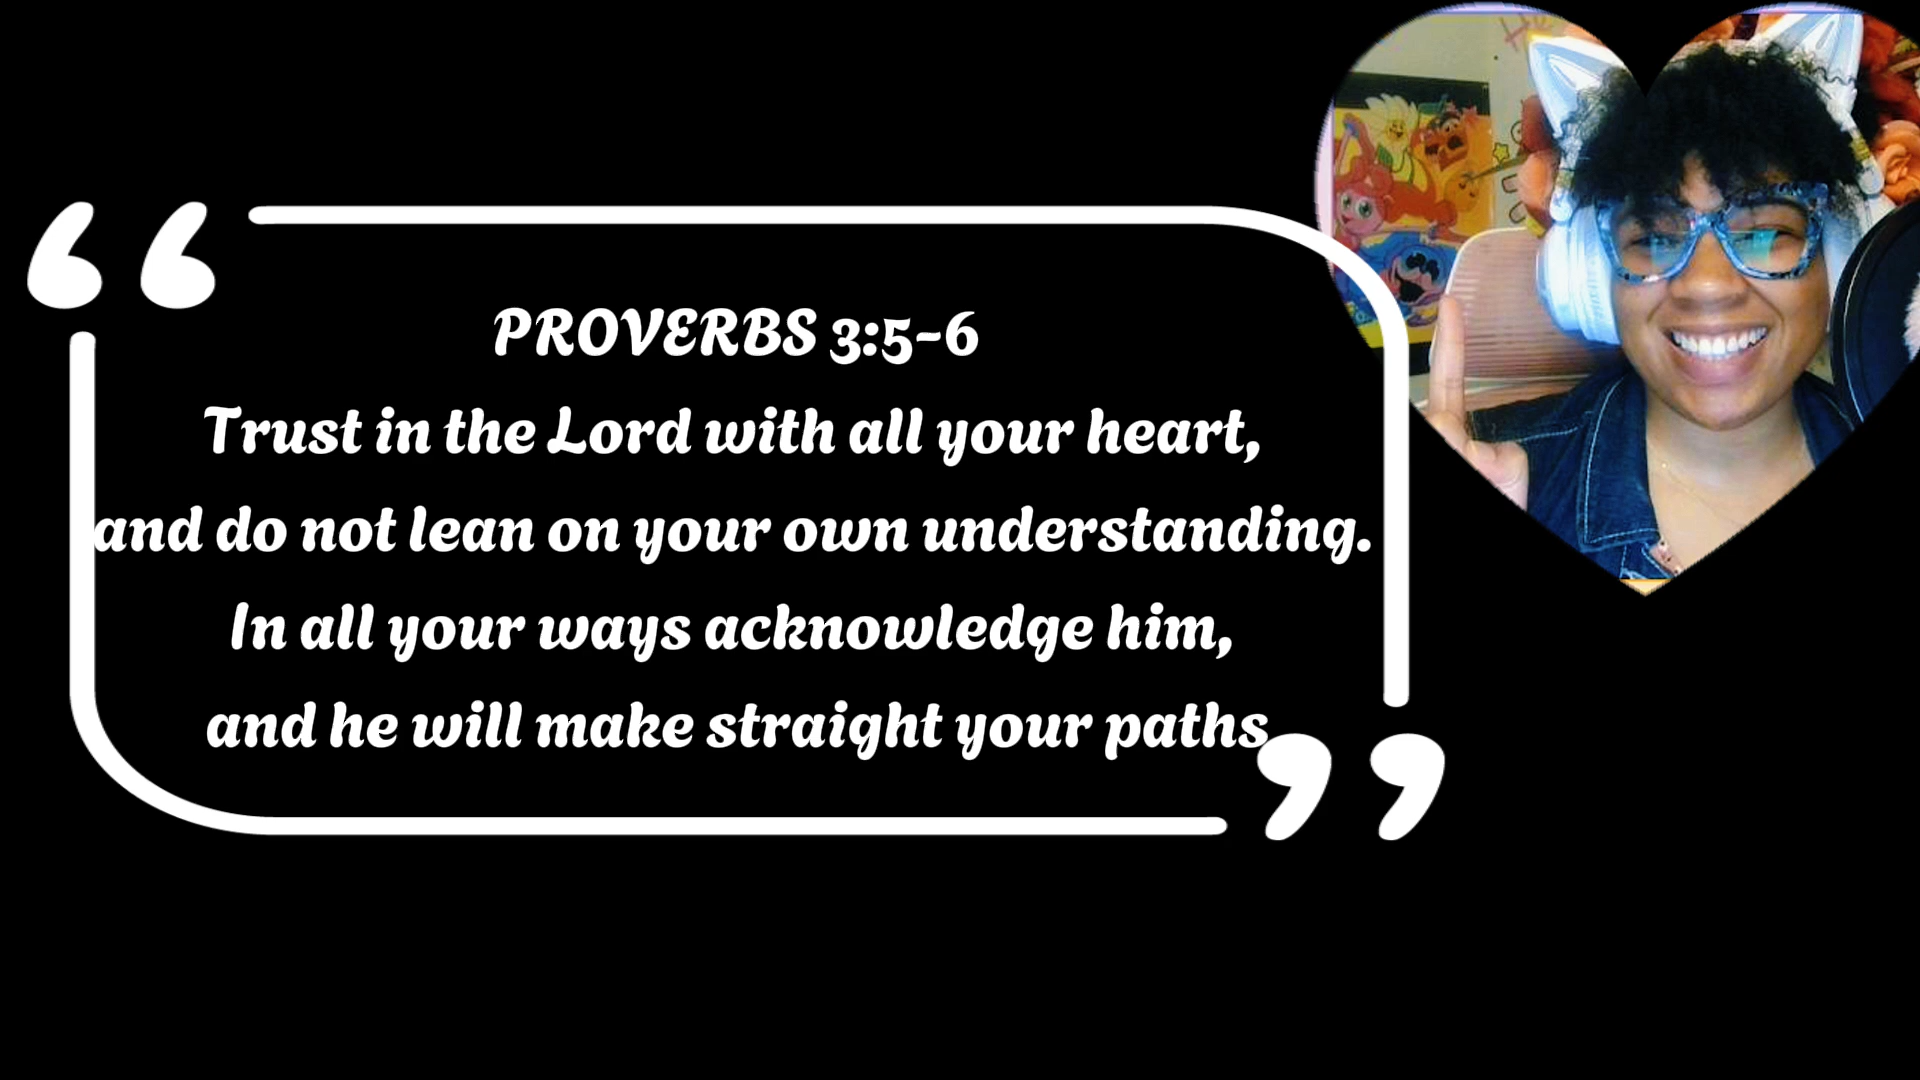 PROVERBS 3:5-6
Trust in the Lord with all your heart,
and do not lean on your own understanding.
In all your ways acknowledge him,
and he will make straight your paths